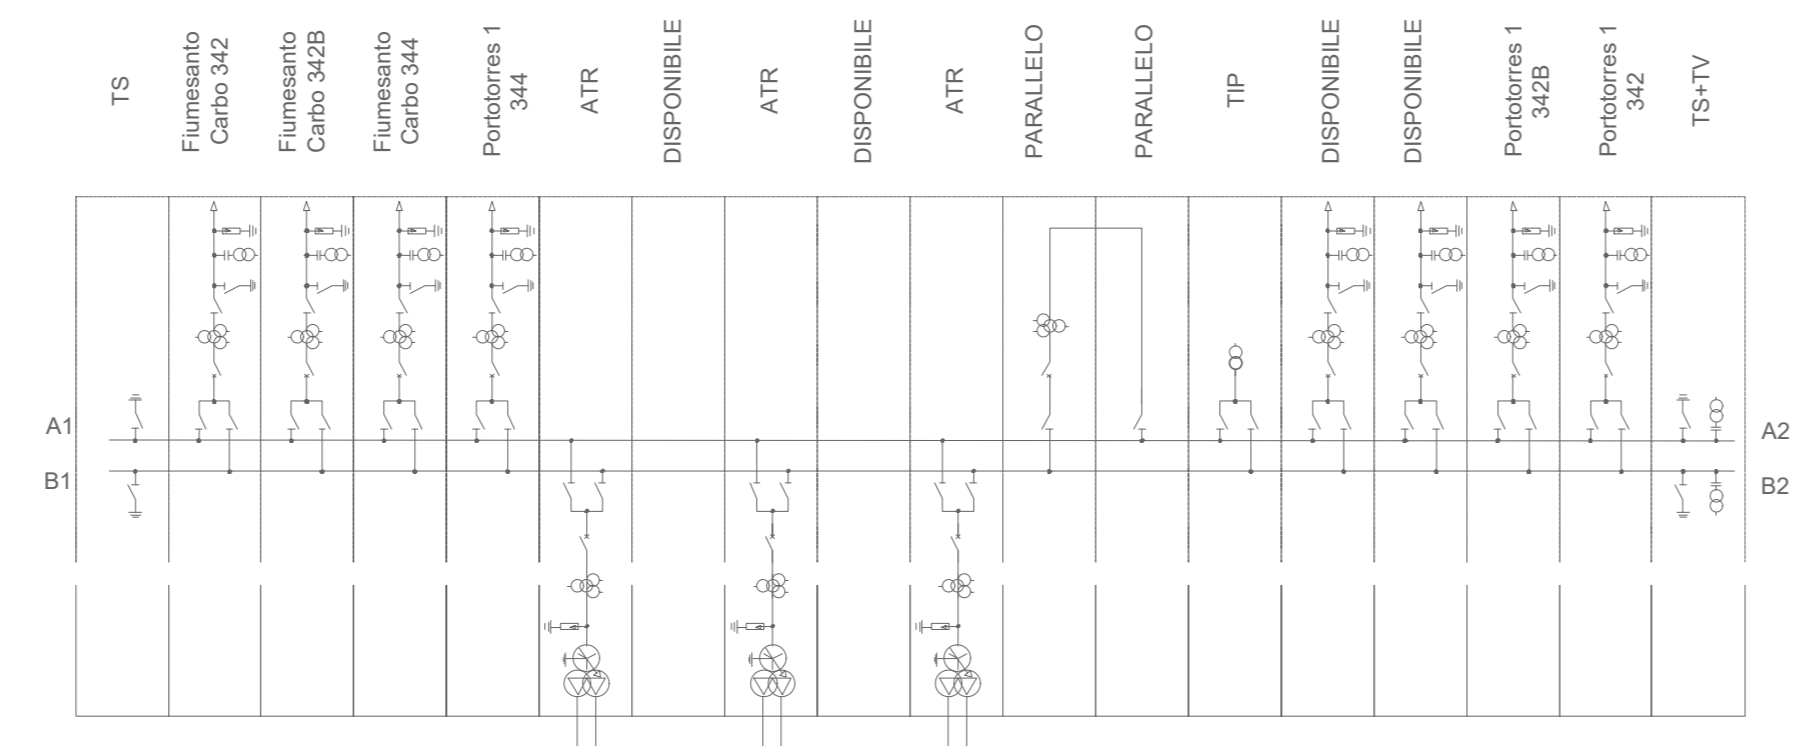 TS
Fiumesanto
Carbo 342
Fiumesanto
Carbo 342B
Fiumesanto
Carbo 344
Portotorres 1
344
ATR
DISPONIBILE
ATR
DISPONIBILE
ATR
PARALLELO
PARALLELO
TIP
DISPONIBILE
DISPONIBILE
Portotorres 1
342B
Portotorres 1
342
TS+TV
A1
A2
B1
B2